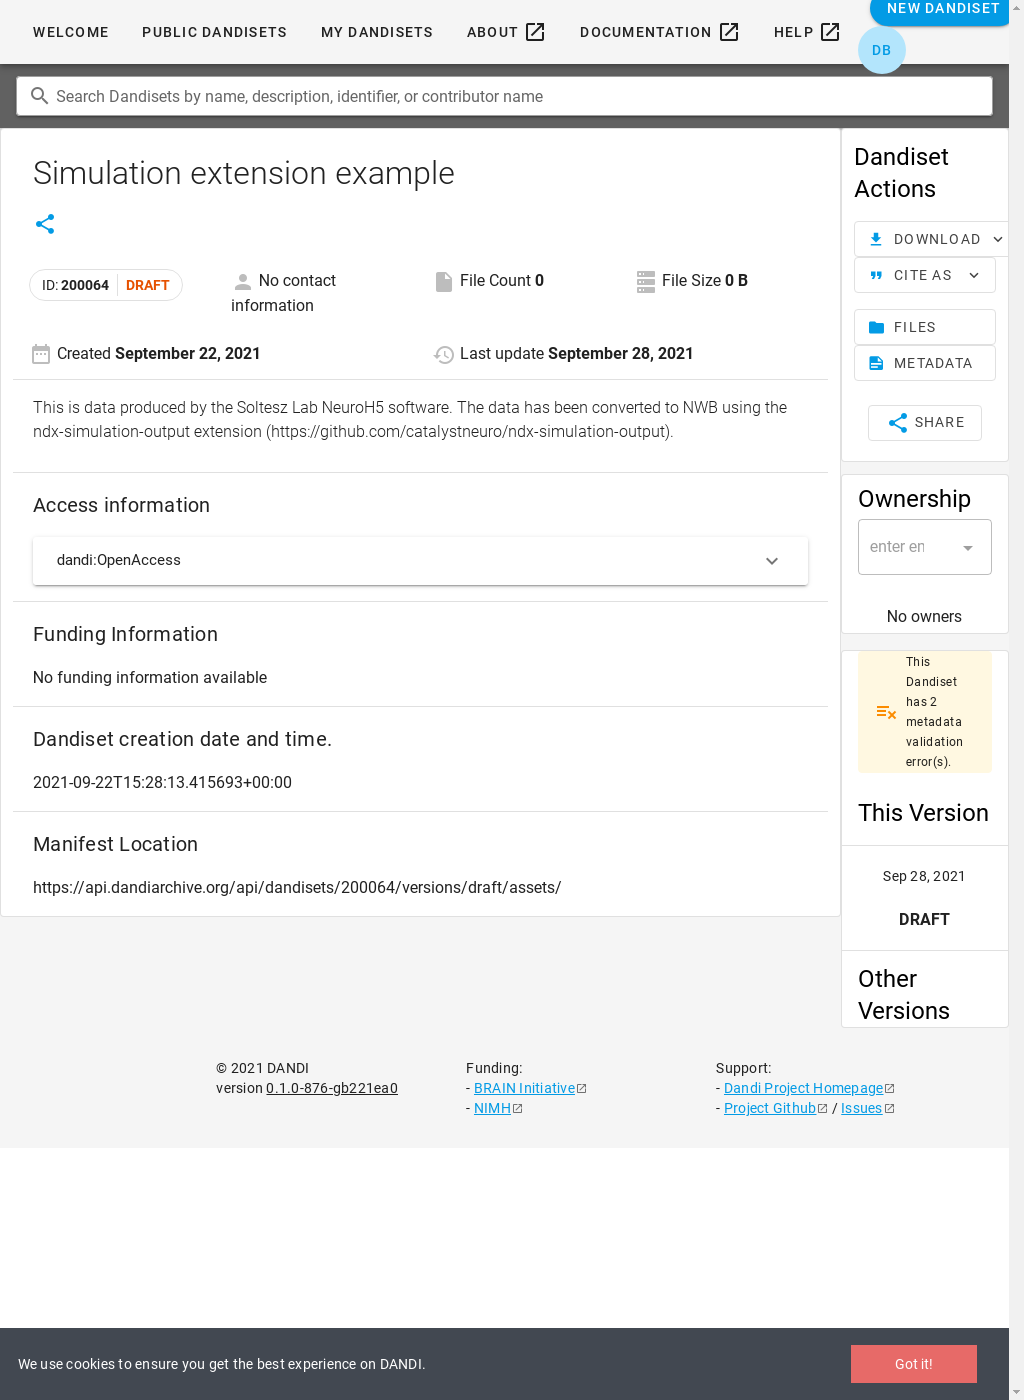 WELCOME PUBLIC DANDISETS MY DANDISETS ABOUT DOCUMENTATION HELP NEW DANDISET
DB
Search Dandisets by name, description, identifier, or contributor name
Simulation extension example
ID: 200064 DRAFT
No contact information
File Count 0
File Size 0 B
Created September 22, 2021
Last update September 28, 2021
This is data produced by the Soltesz Lab NeuroH5 software. The data has been converted to NWB using the
ndx-simulation-output extension (https://github.com/catalystneuro/ndx-simulation-output).
Access information
dandi:OpenAccess
Funding Information
No funding information available
Dandiset creation date and time.
2021-09-22T15:28:13.415693+00:00
Manifest Location
https://api.dandiarchive.org/api/dandisets/200064/versions/draft/assets/
Dandiset
Actions
DOWNLOAD
CITE AS
FILES
METADATA
SHARE
Ownership
enter en
No owners
This
Dandiset
has 2
metadata
validation
error(s).
This Version
Sep 28, 2021
DRAFT
Other
Versions
© 2021 DANDI
version 0.1.0-876-gb221ea0
Funding:
- BRAIN Initiative
- NIMH
Support:
- Dandi Project Homepage
- Project Github / Issues
We use cookies to ensure you get the best experience on DANDI.
Got it!